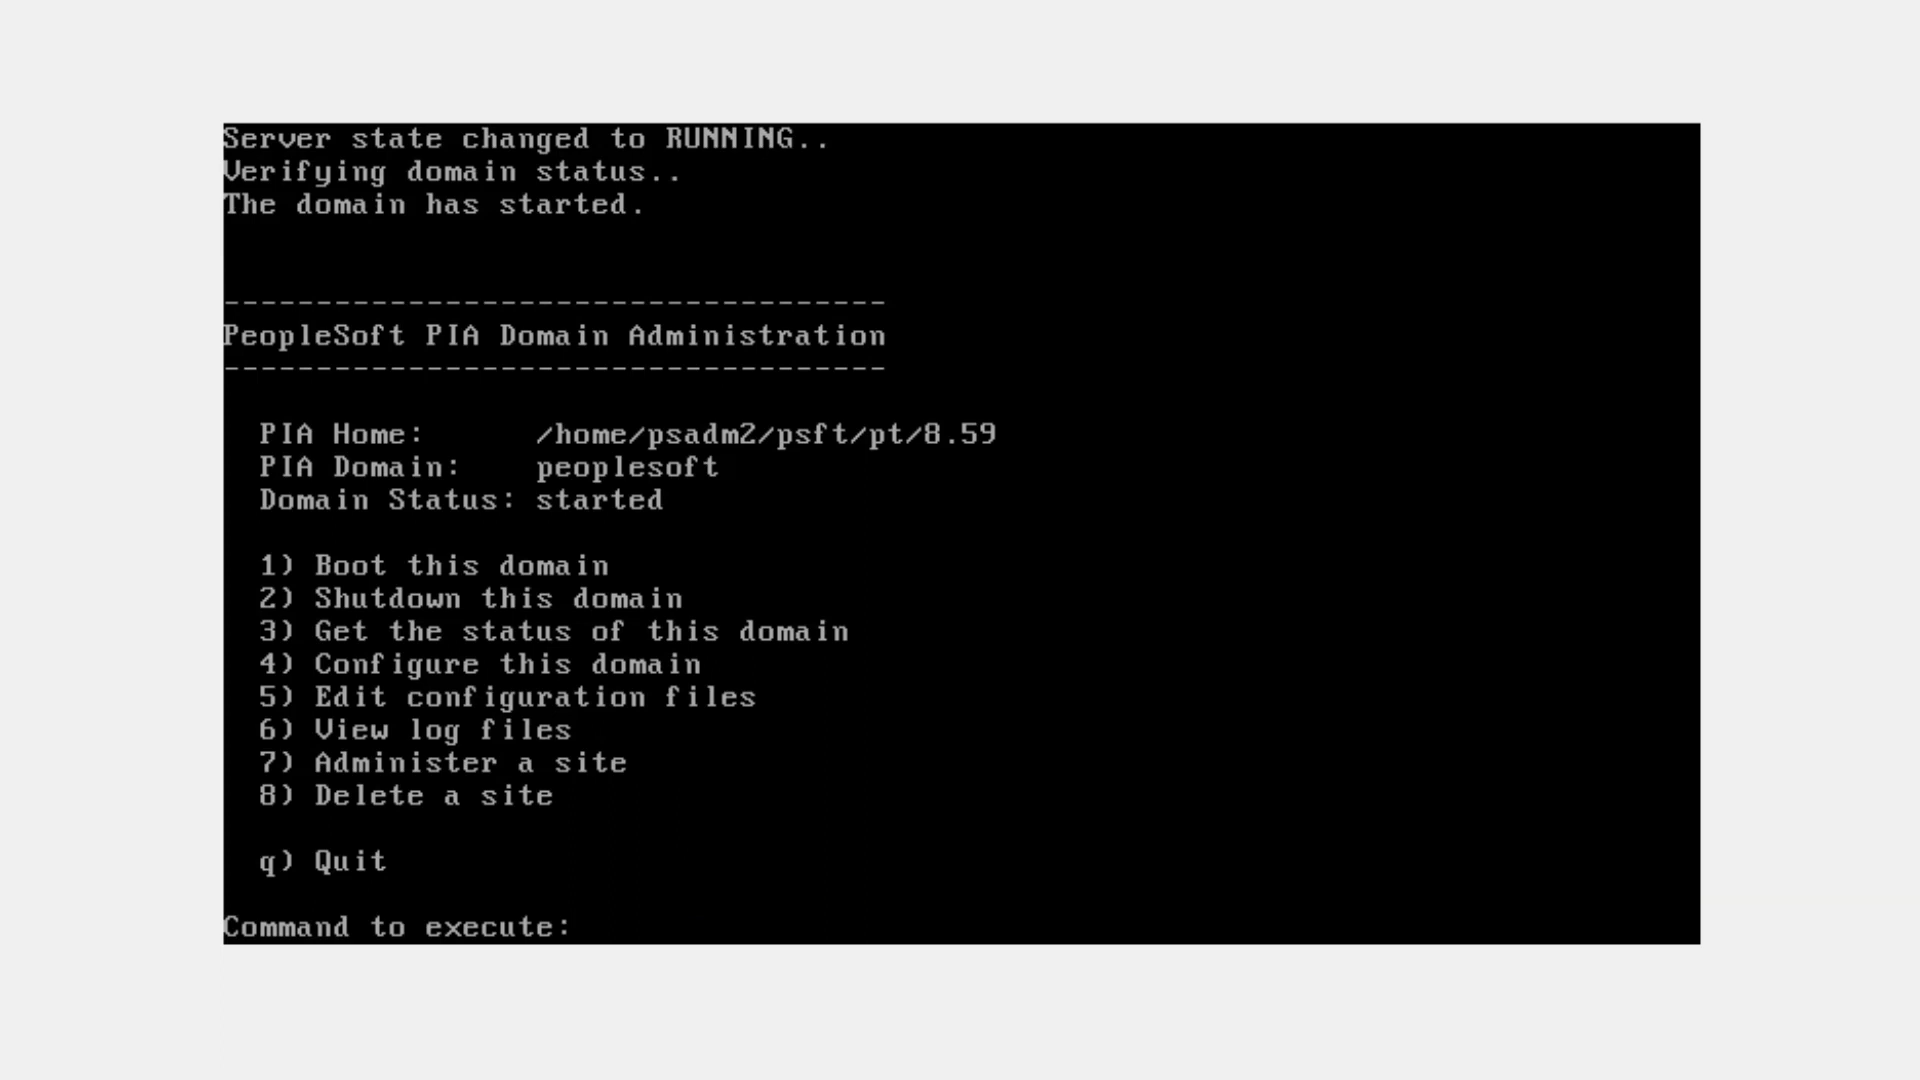 Server state changed to RUNNING..
Verifying domain status..
The domain has started.
------------------------------------
PeopleSoft PIA Domain Administration
------------------------------------
PIA Home:      /home/psadm2/psft/pt/8.59
PIA Domain:    peoplesoft
Domain Status: started
1) Boot this domain
2) Shutdown this domain
3) Get the status of this domain
4) Configure this domain
5) Edit configuration files
6) View log files
7) Administer a site
8) Delete a site
q) Quit
Command to execute: